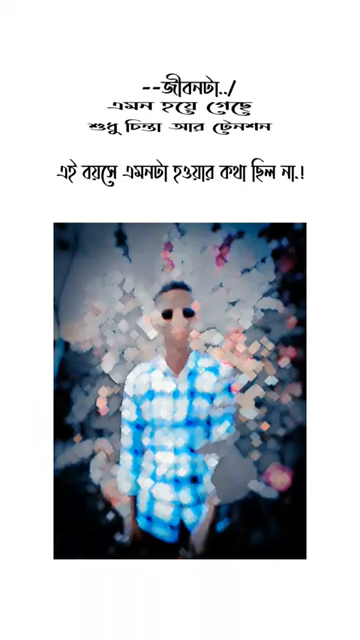 --জীবনটা../
এমন হয়ে গেছে
শুধু চিন্তা আর টেনশন
এই বয়সে এমনটা হওয়ার কথা ছিল না.!